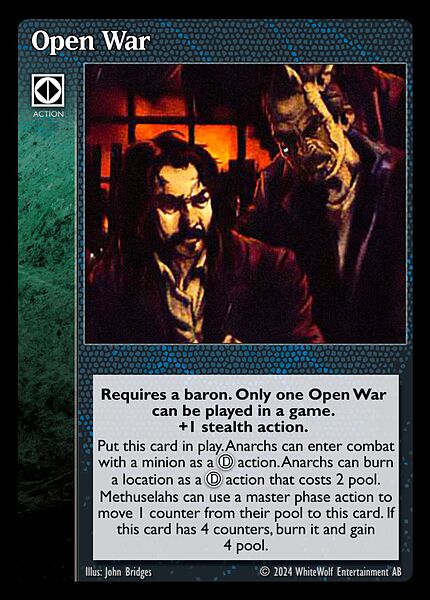 Open War
ACTION
Requires a baron. Only one Open War
can be played in a game.
+1 stealth action.
Put this card in play. Anarchs can enter combat
with a minion as a Ⓓ action. Anarchs can burn
a location as a Ⓓ action that costs 2 pool.
Methuselahs can use a master phase action to
move 1 counter from their pool to this card. If
this card has 4 counters, burn it and gain
4 pool.
Illus: John Bridges
© 2024 WhiteWolf Entertainment AB